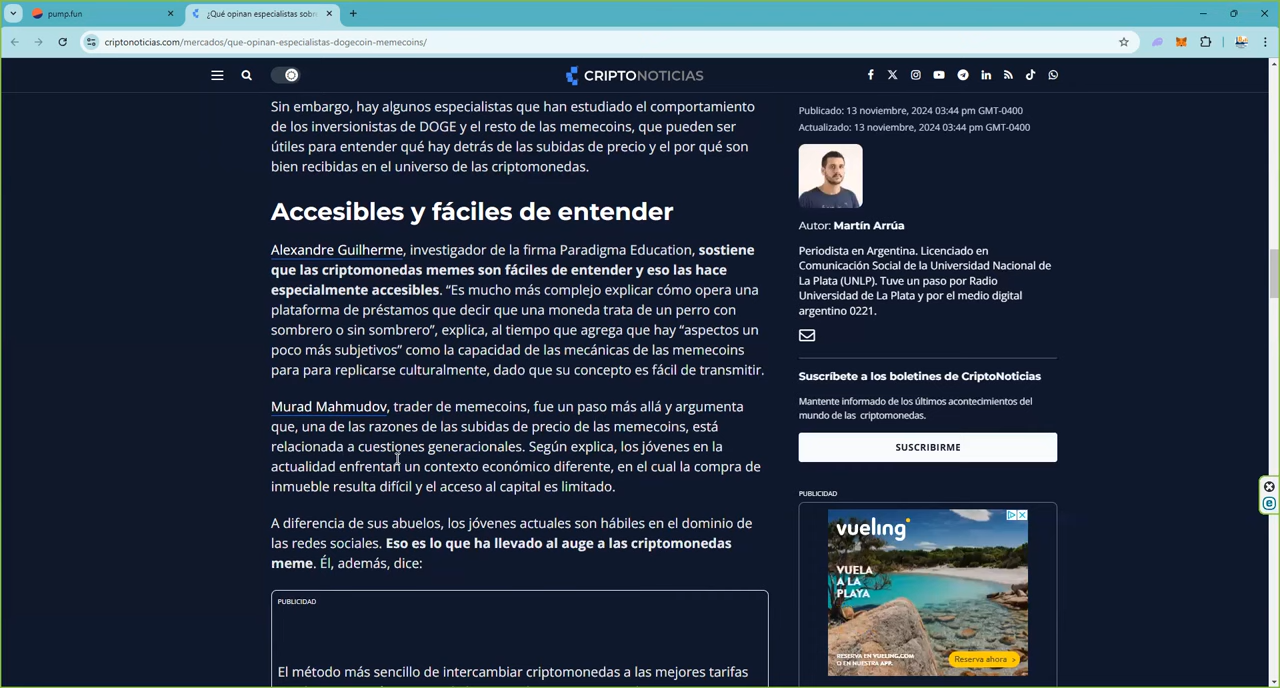 pump.fun
¿Qué opinan especialistas sobr
criptonoticias.com/mercados/que-opinan-especialistas-dogecoin-memecoins/
CRIPTONOTICIAS
Sin embargo, hay algunos especialistas que han estudiado el comportamiento
de los inversionistas de DOGE y el resto de las memecoins, que pueden ser
útiles para entender qué hay detrás de las subidas de precio y el por qué son
bien recibidas en el universo de las criptomonedas.
Accesibles y fáciles de entender
Alexandre Guilherme, investigador de la firma Paradigma Education, sostiene
que las criptomonedas memes son fáciles de entender y eso las hace
especialmente accesibles. “Es mucho más complejo explicar cómo opera una
plataforma de préstamos que decir que una moneda trata de un perro con
sombrero o sin sombrero”, explica, al tiempo que agrega que hay “aspectos un
poco más subjetivos” como la capacidad de las mecánicas de las memecoins
para para replicarse culturalmente, dado que su concepto es fácil de transmitir.
Murad Mahmudov, trader de memecoins, fue un paso más allá y argumenta
que, una de las razones de las subidas de precio de las memecoins, está
relacionada a cuestiones generacionales. Según explica, los jóvenes en la
actualidad enfrentan un contexto económico diferente, en el cual la compra de
inmueble resulta difícil y el acceso al capital es limitado.
A diferencia de sus abuelos, los jóvenes actuales son hábiles en el dominio de
las redes sociales. Eso es lo que ha llevado al auge a las criptomonedas
meme. Él, además, dice:
PUBLICIDAD
El método más sencillo de intercambiar criptomonedas a las mejores tarifas
Publicado: 13 noviembre, 2024 03:44 pm GMT-0400
Actualizado: 13 noviembre, 2024 03:44 pm GMT-0400
Autor: Martín Arrúa
Periodista en Argentina. Licenciado en
Comunicación Social de la Universidad Nacional de
La Plata (UNLP). Tuve un paso por Radio
Universidad de La Plata y por el medio digital
argentino 0221.
Suscríbete a los boletines de CriptoNoticias
Mantente informado de los últimos acontecimientos del
mundo de las criptomonedas.
SUSCRIBIRME
PUBLICIDAD
vueling
VUELA
A LA
PLAYA
RESERVA EN VUELING.COM
O EN NUESTRA APP.
Reserva ahora >